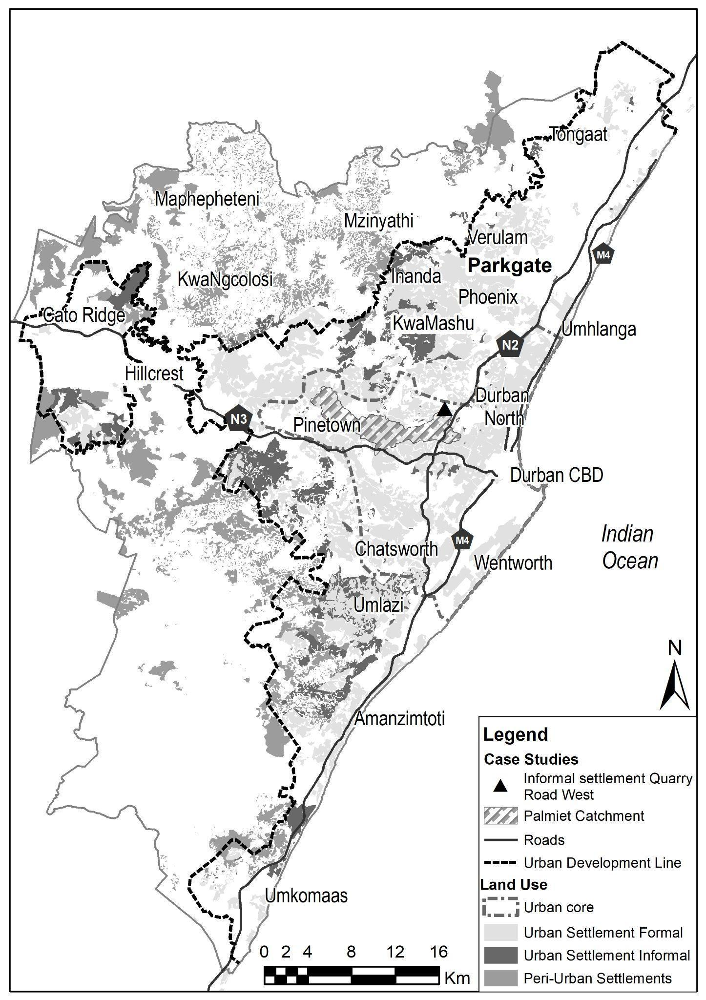 Tongaat
Maphepheteni
Mzinyathi
Verulam
Parkgate
M4
KwaNgcolosi
Inanda
Phoenix
Cato Ridge
KwaMashu
Umhlanga
N2
Hillcrest
Durban
North
N3
Pinetown
Durban CBD
Indian
Ocean
M4
Chatsworth
Wentworth
Umlazi
N
Amanzimtoti
Umkomaas
0 2 4 8 12 16
Km
Legend
Case Studies
Informal settlement Quarry
Road West
Palmiet Catchment
Roads
Urban Development Line
Land Use
Urban core
Urban Settlement Formal
Urban Settlement Informal
Peri-Urban Settlements